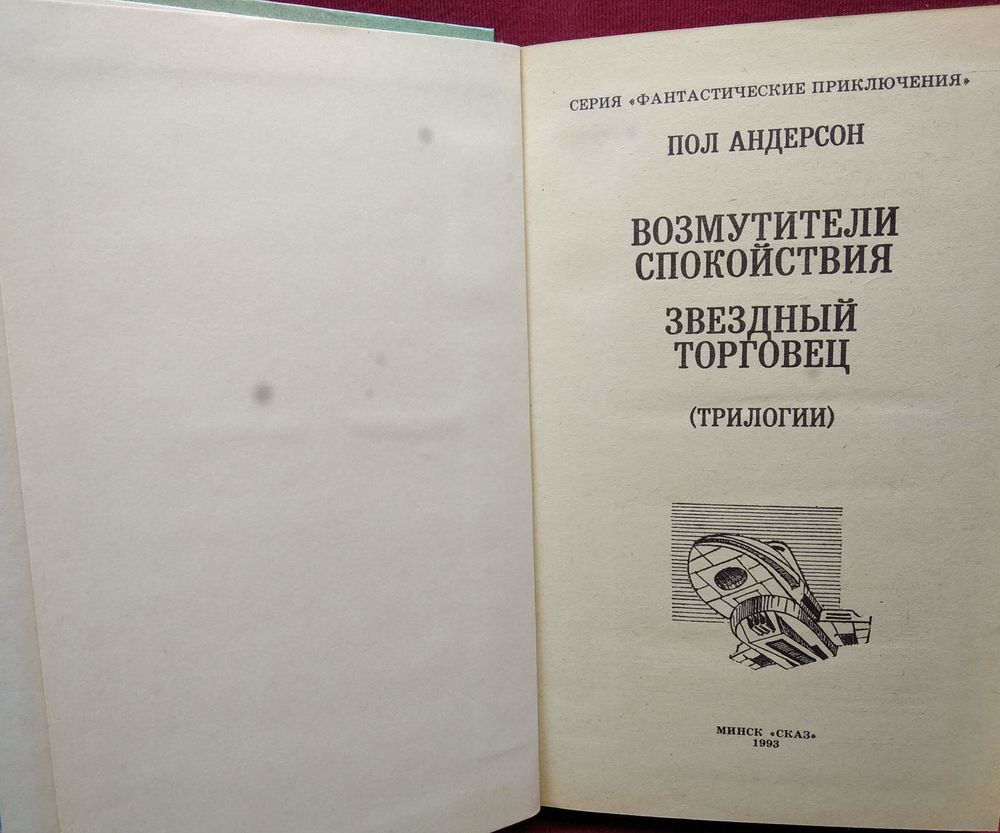 СЕРИЯ «ФАНТАСТИЧЕСКИЕ ПРИКЛЮЧЕНИЯ»
ПОЛ АНДЕРСОН
ВОЗМУТИТЕЛИ
СПОКОЙСТВИЯ
ЗВЕЗДНЫЙ
ТОРГОВЕЦ
(ТРИЛОГИИ)
МИНСК «СКАЗ»
1993